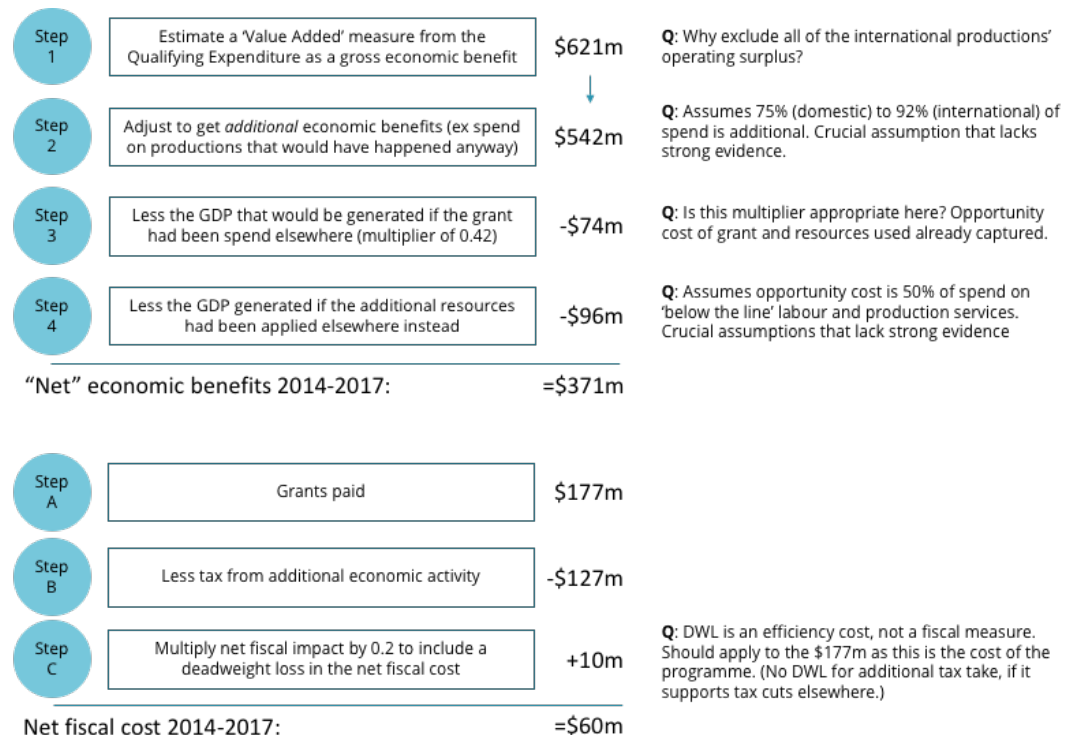 Step
1
Estimate a 'Value Added' measure from the
Qualifying Expenditure as a gross economic benefit
$621m
Q: Why exclude all of the international productions'
operating surplus?
Step
2
Adjust to get additional economic benefits (ex spend
on productions that would have happened anyway)
$542m
Q: Assumes 75% (domestic) to 92% (international) of
spend is additional. Crucial assumption that lacks
strong evidence.
Step
3
Less the GDP that would be generated if the grant
had been spend elsewhere (multiplier of 0.42)
-$74m
Q: Is this multiplier appropriate here? Opportunity
cost of grant and resources used already captured.
Step
4
Less the GDP generated if the additional resources
had been applied elsewhere instead
-$96m
Q: Assumes opportunity cost is 50% of spend on
'below the line' labour and production services.
Crucial assumptions that lack strong evidence
"Net" economic benefits 2014-2017:
=$371m
Step
A
Grants paid
$177m
Step
B
Less tax from additional economic activity
-$127m
Step
C
Multiply net fiscal impact by 0.2 to include a
deadweight loss in the net fiscal cost
+10m
Q: DWL is an efficiency cost, not a fiscal measure.
Should apply to the $177m as this is the cost of the
programme. (No DWL for additional tax take, if it
supports tax cuts elsewhere.)
Net fiscal cost 2014-2017:
=$60m